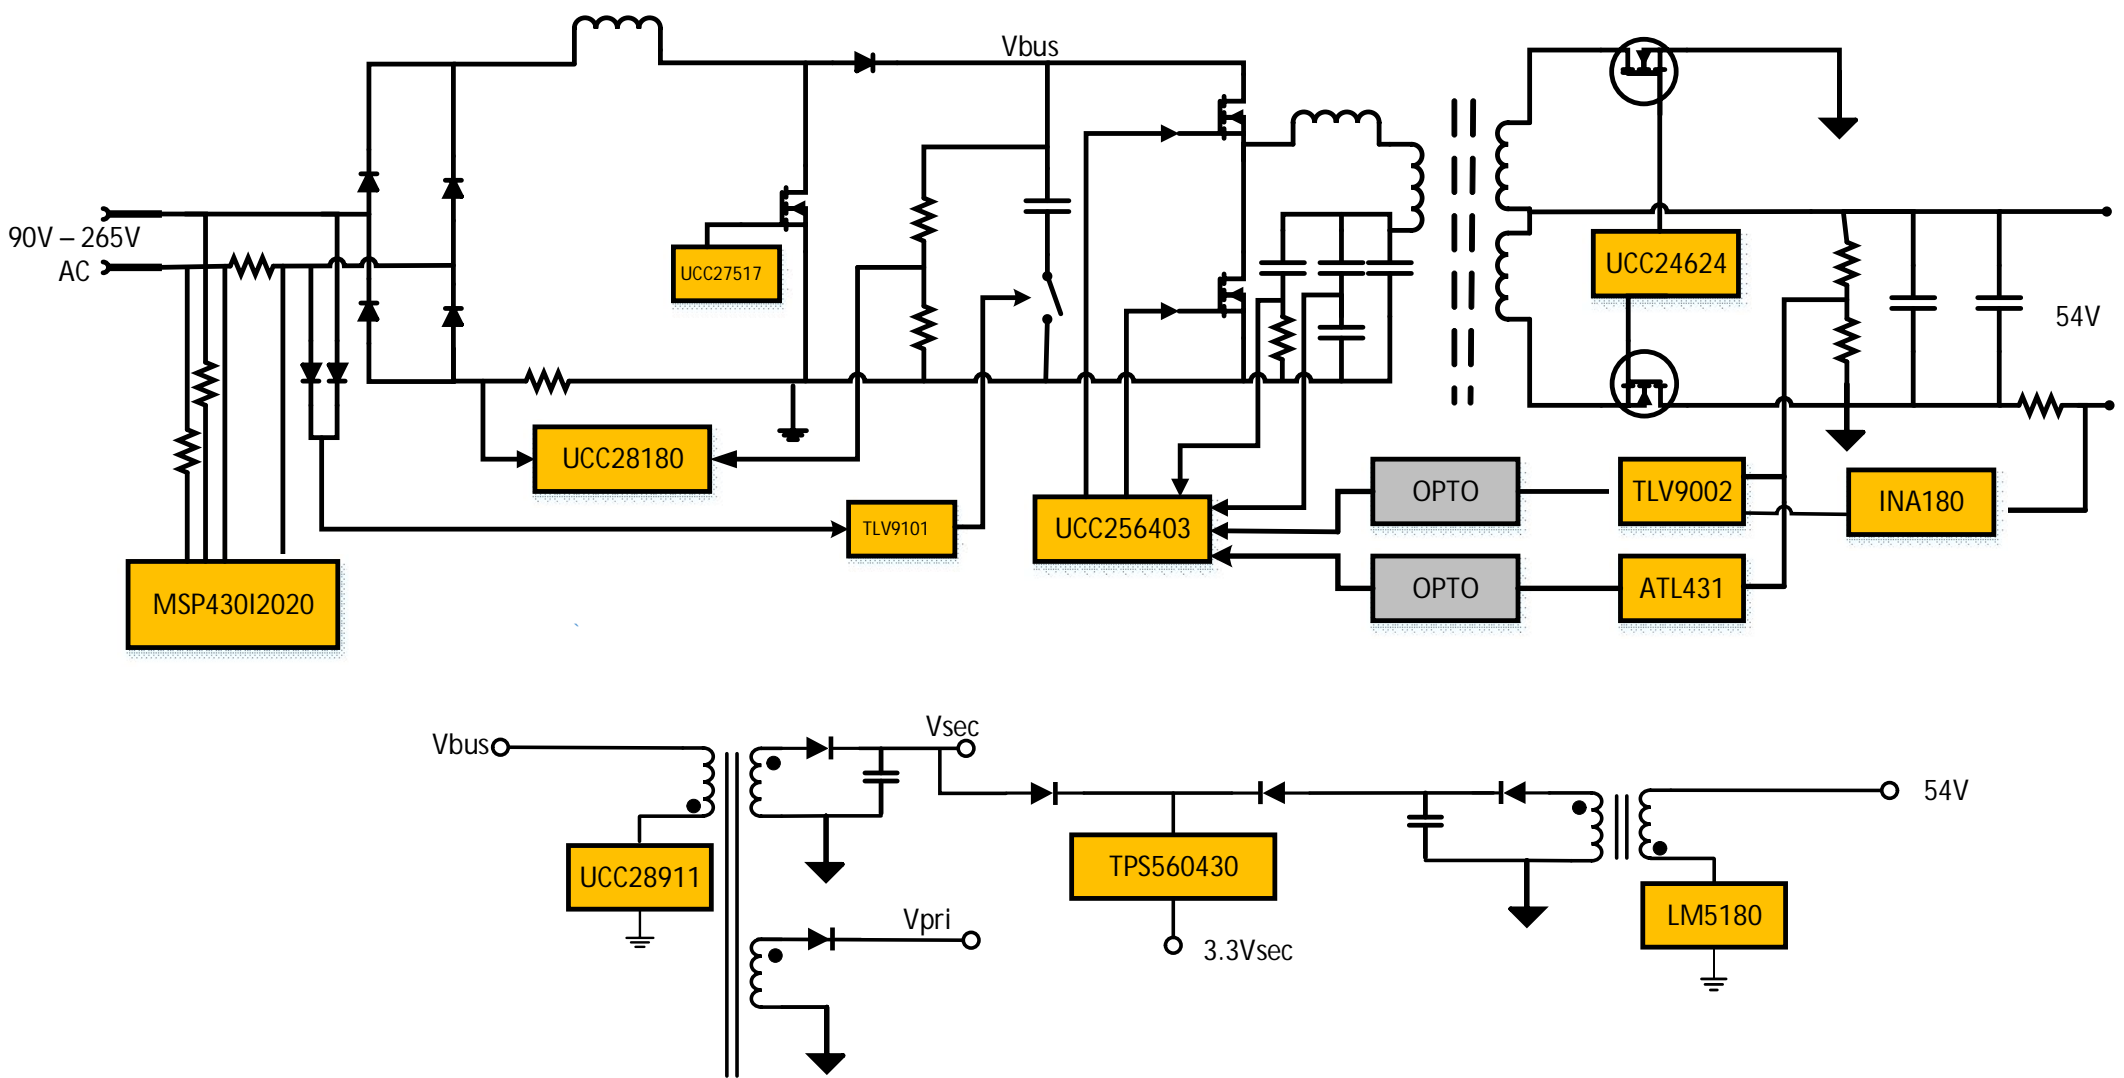 Vbus
90V – 265V
AC
UCC27517
UCC24624
54V
UCC28180
TLV9101
UCC256403
OPTO
TLV9002
INA180
OPTO
ATL431
MSP430I2020
Vbus
Vsec
54V
UCC28911
TPS560430
LM5180
Vpri
3.3Vsec